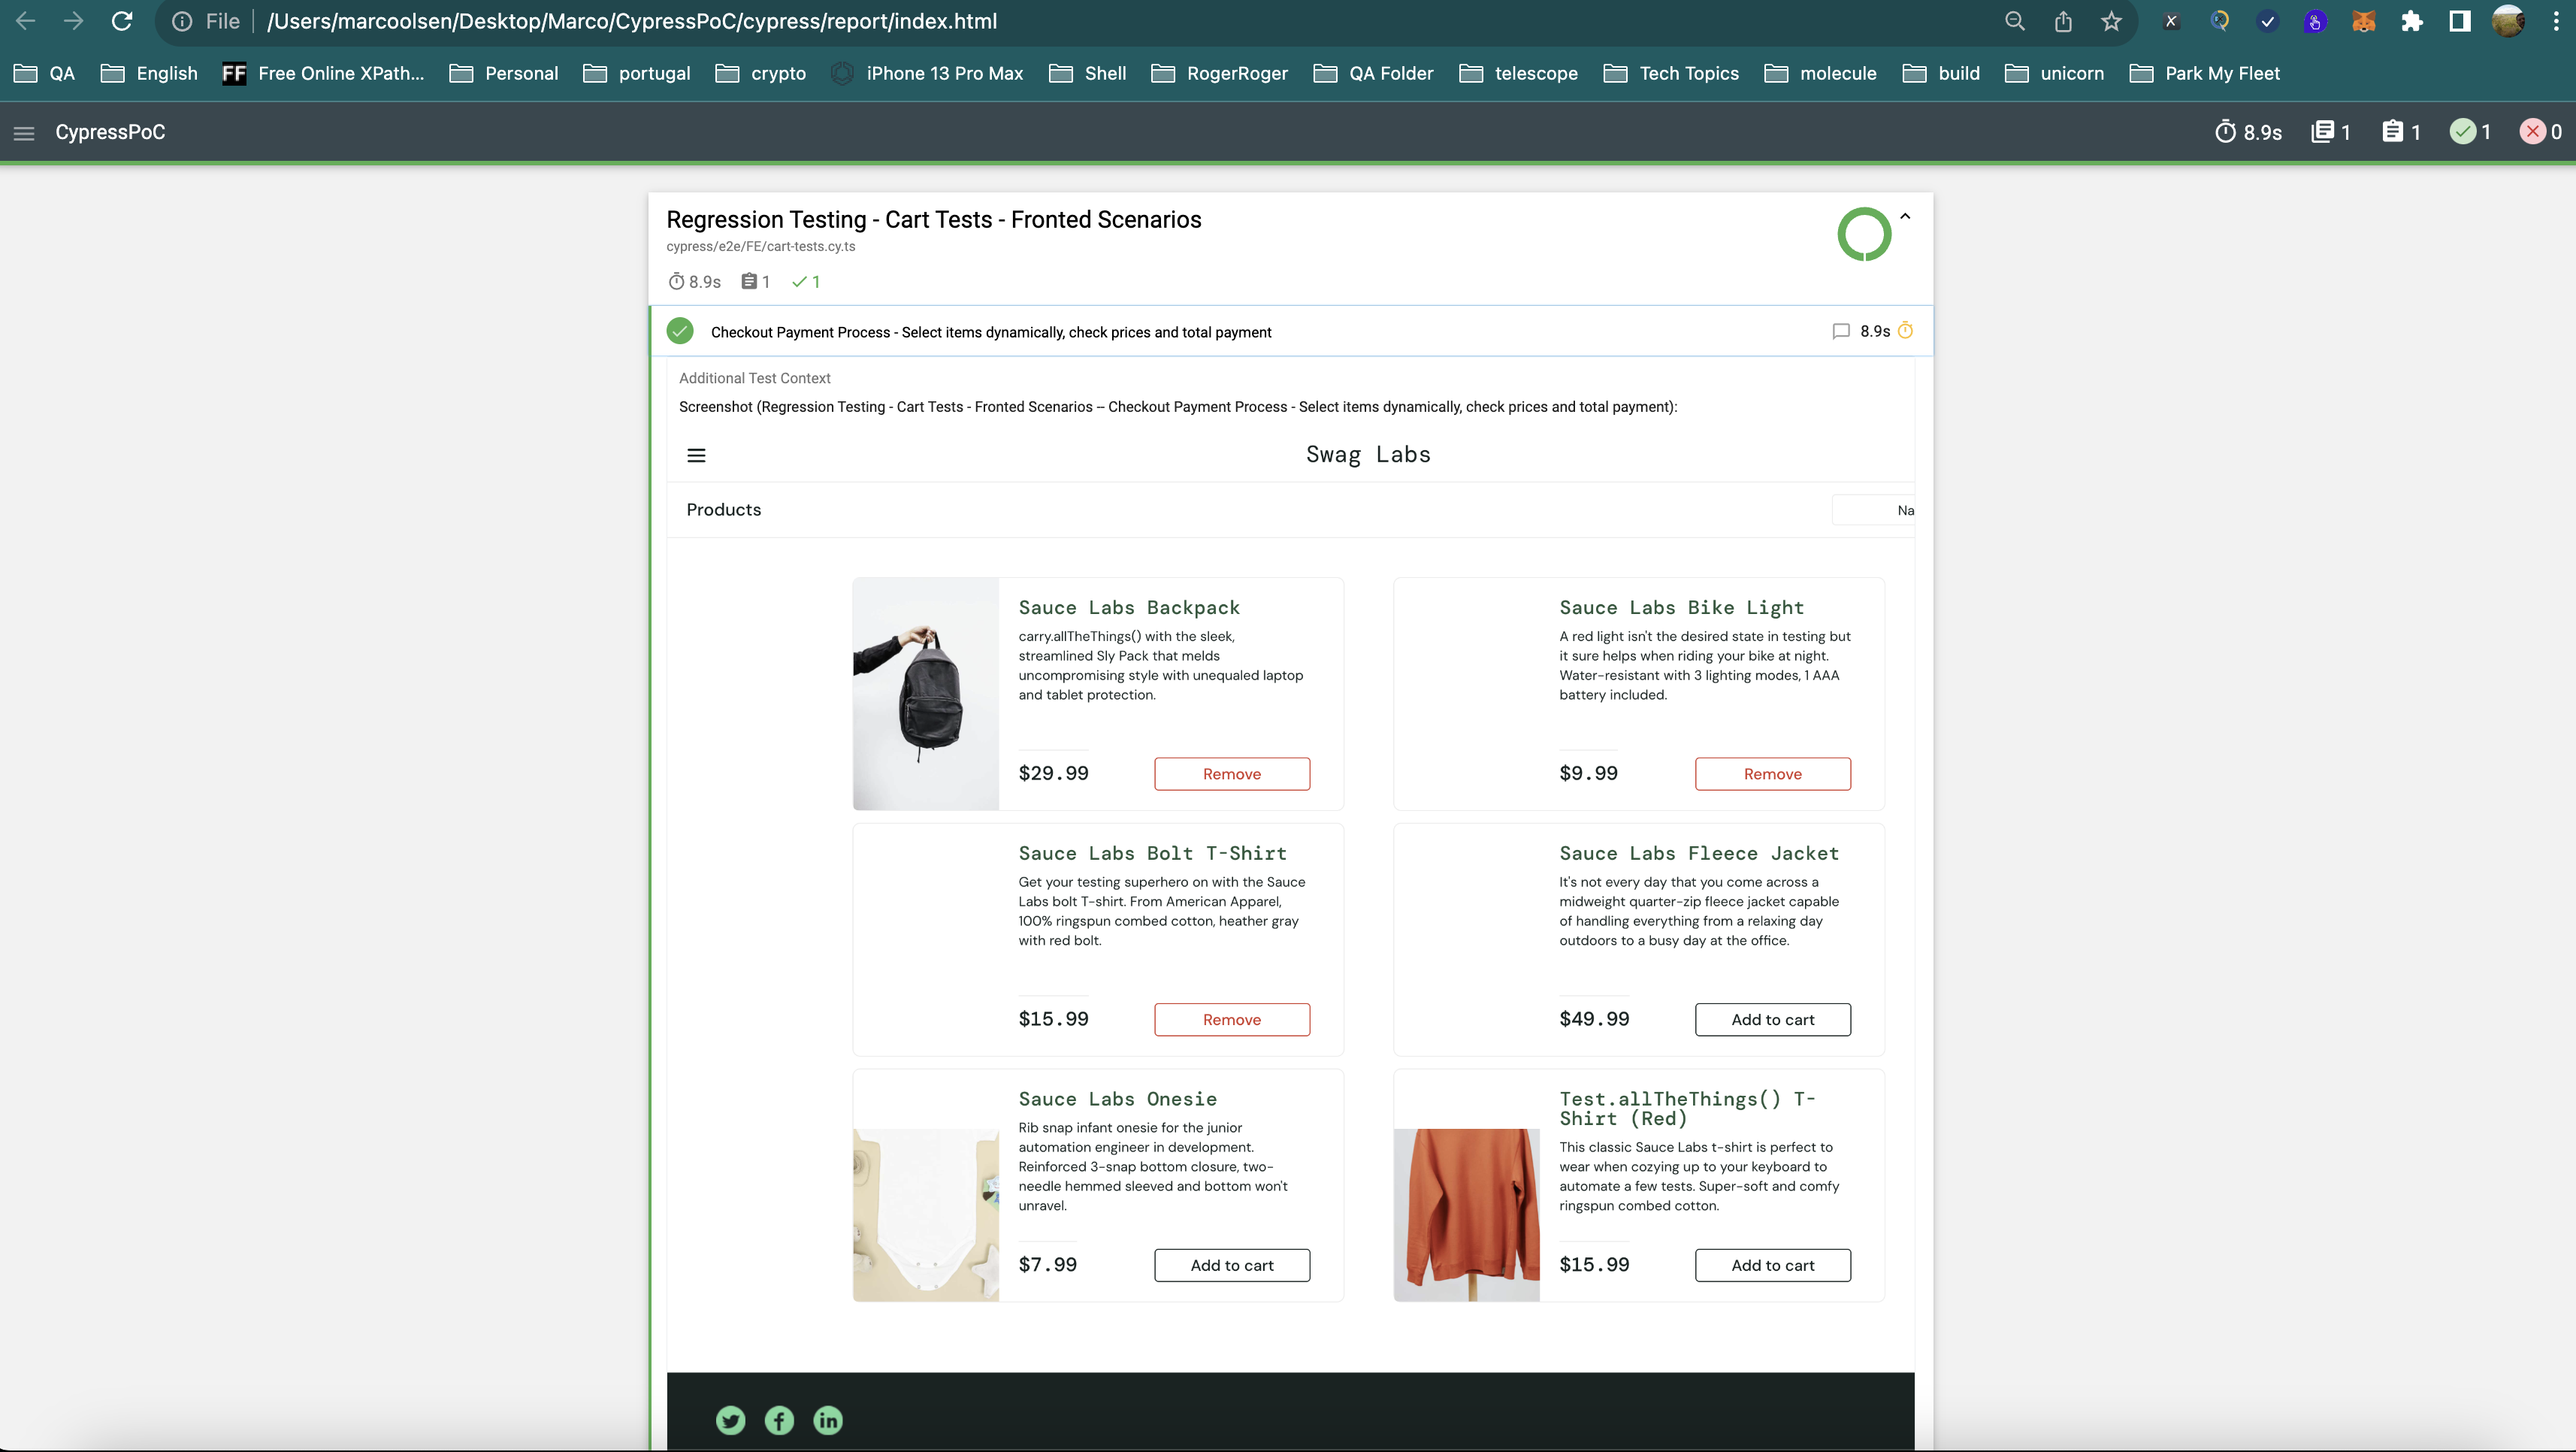 File /Users/marcoolsen/Desktop/Marco/CypressPoC/cypress/report/index.html
QA English FF Free Online XPath... Personal portugal crypto iPhone 13 Pro Max Shell RogerRoger QA Folder telescope Tech Topics molecule build unicorn Park My Fleet
CypressPoC 8.9s 1 1 1 0
Regression Testing - Cart Tests - Fronted Scenarios
cypress/e2e/FE/cart-tests.cy.ts
8.9s 1 1
Checkout Payment Process - Select items dynamically, check prices and total payment 8.9s
Additional Test Context
Screenshot (Regression Testing - Cart Tests - Fronted Scenarios -- Checkout Payment Process - Select items dynamically, check prices and total payment):
Swag Labs
Products Na
Sauce Labs Backpack
carry.allTheThings() with the sleek,
streamlined Sly Pack that melds
uncompromising style with unequaled laptop
and tablet protection.
$29.99 Remove
Sauce Labs Bike Light
A red light isn't the desired state in testing but
it sure helps when riding your bike at night.
Water-resistant with 3 lighting modes, 1 AAA
battery included.
$9.99 Remove
Sauce Labs Bolt T-Shirt
Get your testing superhero on with the Sauce
Labs bolt T-shirt. From American Apparel,
100% ringspun combed cotton, heather gray
with red bolt.
$15.99 Remove
Sauce Labs Fleece Jacket
It's not every day that you come across a
midweight quarter-zip fleece jacket capable
of handling everything from a relaxing day
outdoors to a busy day at the office.
$49.99 Add to cart
Sauce Labs Onesie
Rib snap infant onesie for the junior
automation engineer in development.
Reinforced 3-snap bottom closure, two-
needle hemmed sleeved and bottom won't
unravel.
$7.99 Add to cart
Test.allTheThings() T-
Shirt (Red)
This classic Sauce Labs t-shirt is perfect to
wear when cozying up to your keyboard to
automate a few tests. Super-soft and comfy
ringspun combed cotton.
$15.99 Add to cart